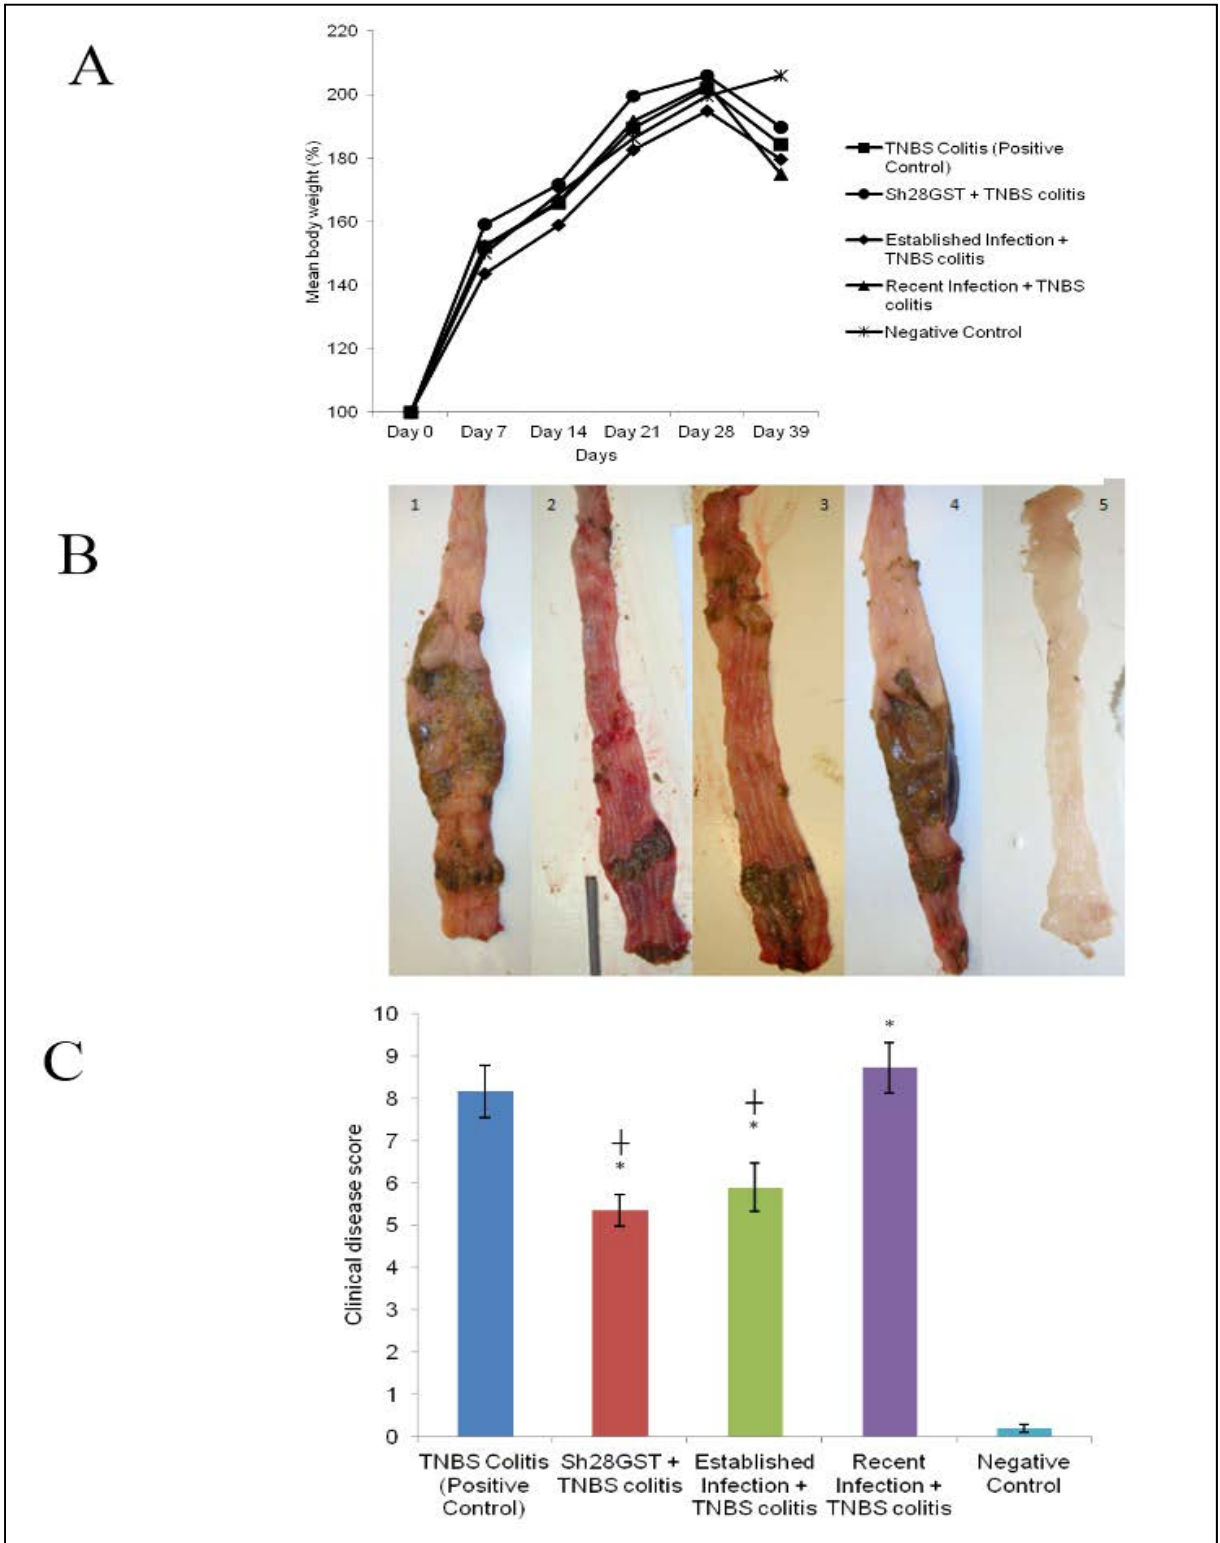 A
220
200
180
160
140
120
100
Mean body weight (%)
Day 0 Day 7 Day 14 Day 21 Day 28 Day 39
Days
TNBS Colitis (Positive
Control)
Sh28GST + TNBS colitis
Established Infection +
TNBS colitis
Recent Infection + TNBS
colitis
Negative Control
B
1 2 3 4 5
C
10
9
8
7
6
5
4
3
2
1
0
Clinical disease score
*
┼
*
┼
*
TNBS Colitis
(Positive
Control)
Sh28GST +
TNBS colitis
Established
Infection +
TNBS colitis
Recent
Infection +
TNBS colitis
Negative
Control